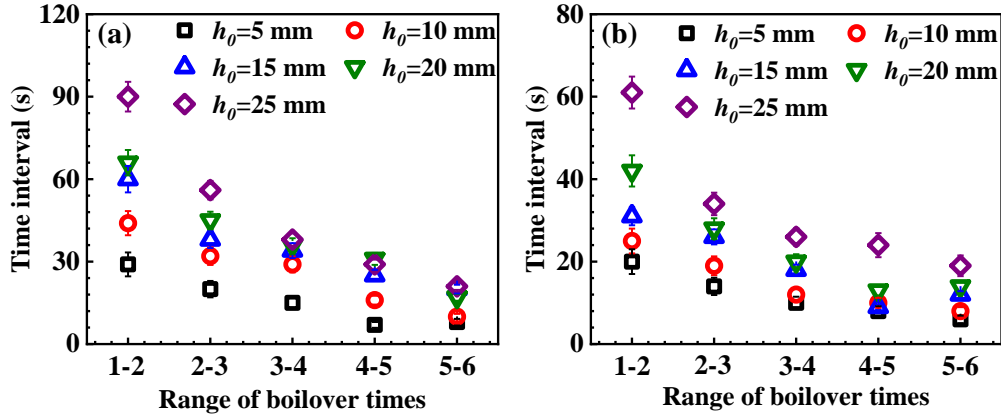 (a)
h0=5 mm
h0=10 mm
h0=15 mm
h0=20 mm
h0=25 mm
Time interval (s)
120
90
60
30
0
1-2
2-3
3-4
4-5
5-6
Range of boilover times
(b)
h0=5 mm
h0=10 mm
h0=15 mm
h0=20 mm
h0=25 mm
Time interval (s)
80
60
40
20
0
1-2
2-3
3-4
4-5
5-6
Range of boilover times